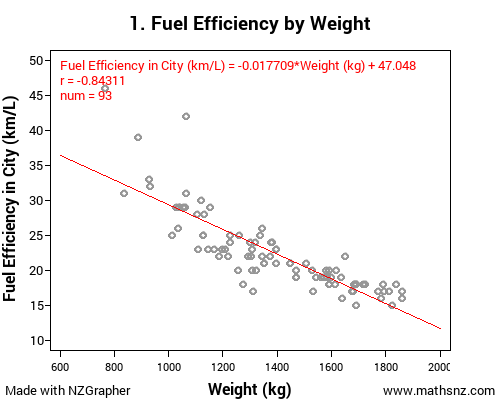 1. Fuel Efficiency by Weight
Fuel Efficiency in City (km/L) = -0.017709*Weight (kg) + 47.048
r = -0.84311
num = 93
Fuel Efficiency in City (km/L)
50
45
40
35
30
25
20
15
10
600 800 1000 1200 1400 1600 1800 2000
Made with NZGrapher Weight (kg) www.mathsnz.com